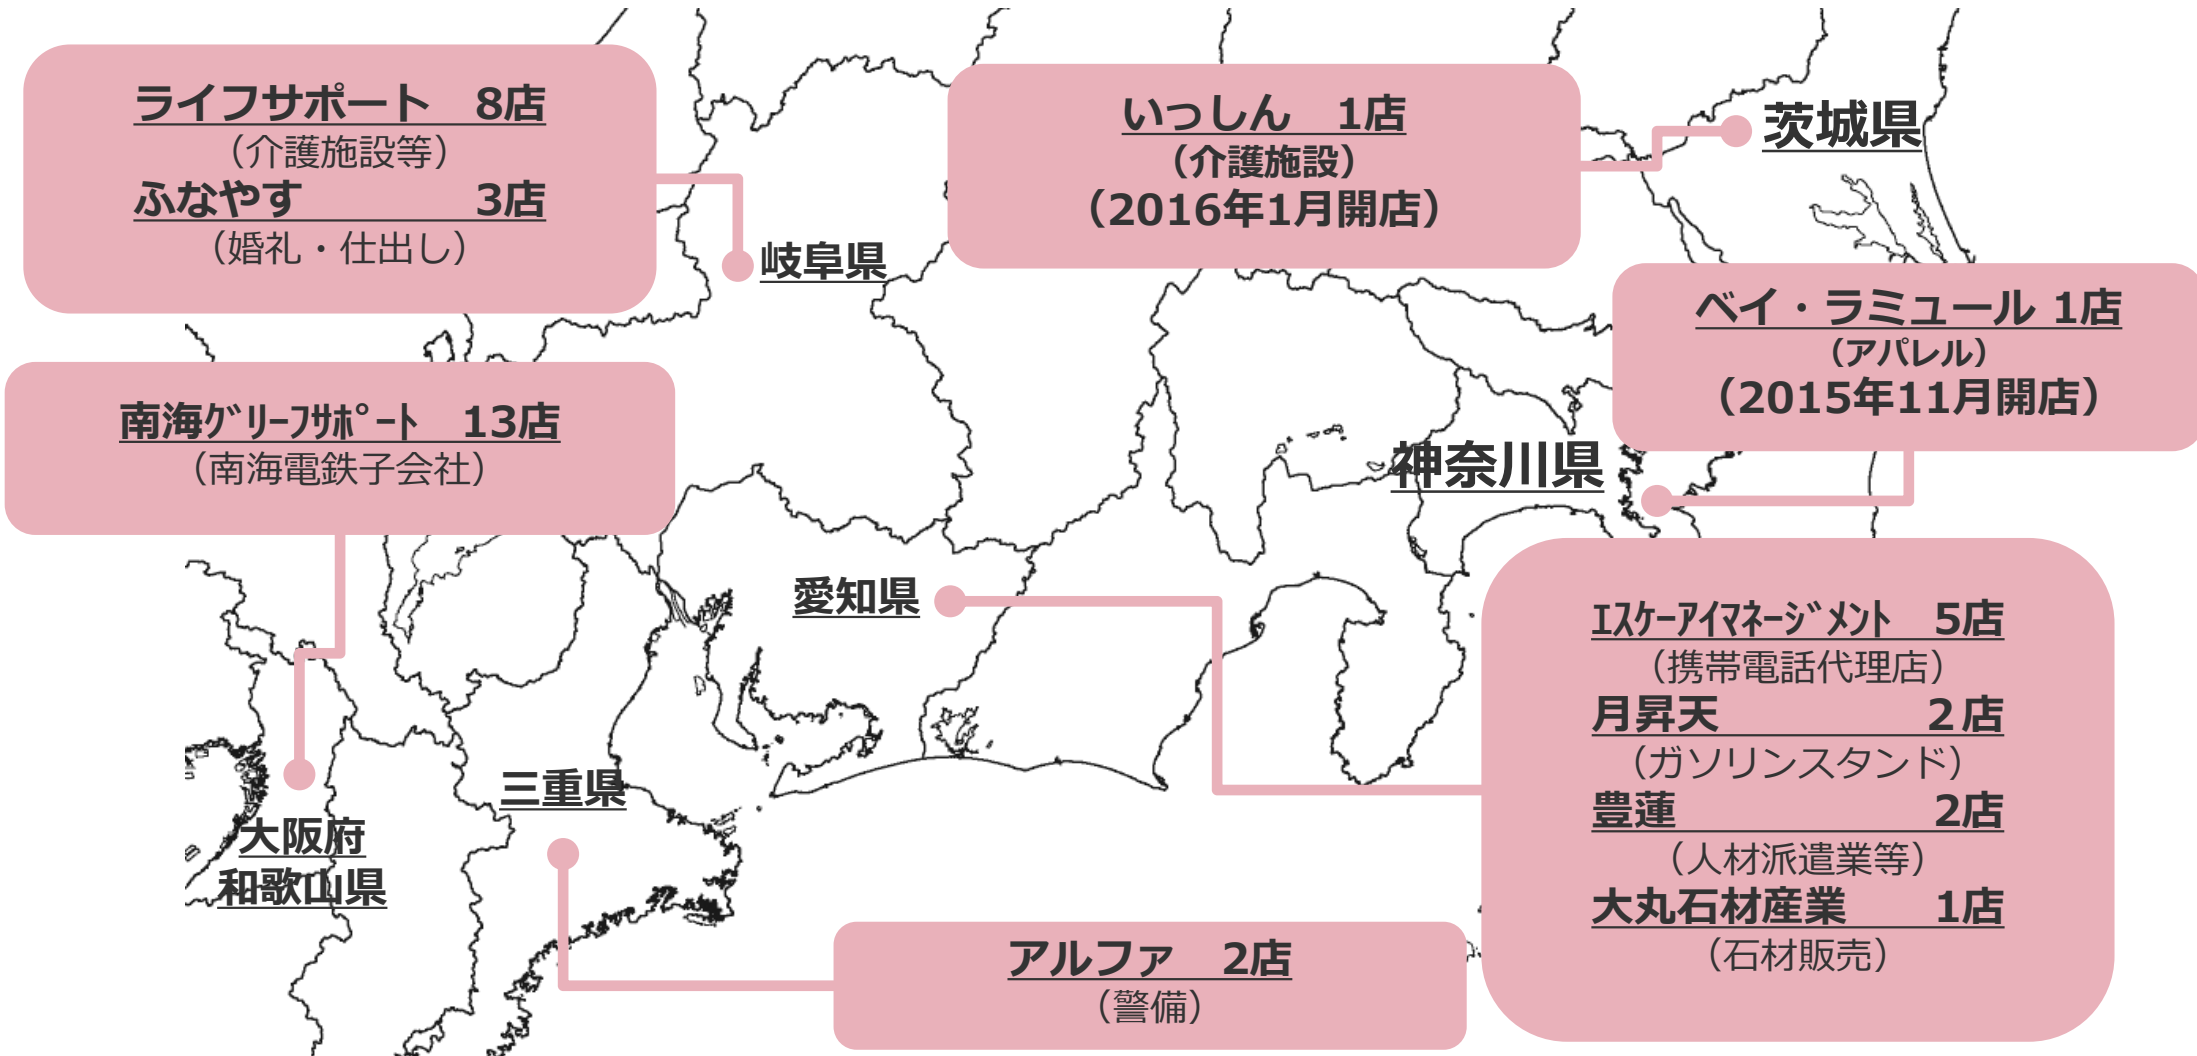 ライフサポート　8店
（介護施設等）
ふなやす　3店
（婚礼・仕出し）
岐阜県
いっしん　1店
（介護施設）
（2016年1月開店）
茨城県
ベイ・ラミュール 1店
（アパレル）
（2015年11月開店）
神奈川県
南海ｸﾞﾘｰﾌｻﾎﾟｰﾄ　13店
（南海電鉄子会社）
大阪府
和歌山県
愛知県
ｴｽｹｰｱｲﾏﾈｰｼﾞﾒﾝﾄ　5店
（携帯電話代理店）
月昇天　２店
（ガソリンスタンド）
豊蓮　2店
（人材派遣業等）
大丸石材産業　1店
（石材販売）
三重県
アルファ　2店
（警備）